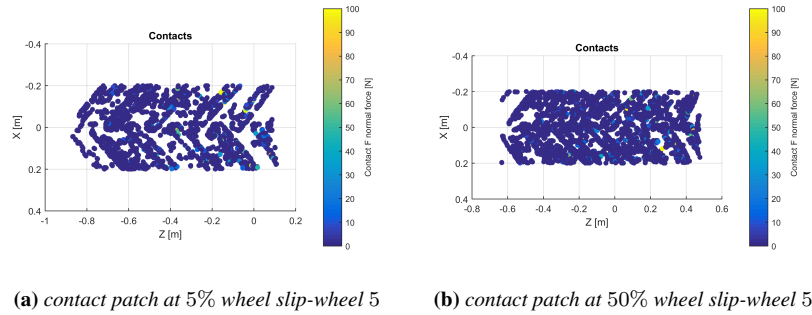 Contacts
-0.4
-0.2
0
0.2
0.4
X [m]
-1 -0.8 -0.6 -0.4 -0.2 0 0.2
Z [m]
100
90
80
70
60
50
40
30
20
10
0
Contact F normal force [N]
Contacts
-0.4
-0.2
0
0.2
0.4
X [m]
-0.8 -0.6 -0.4 -0.2 0 0.2 0.4 0.6
Z [m]
100
90
80
70
60
50
40
30
20
10
0
Contact F normal force [N]
(a) contact patch at 5% wheel slip-wheel 5
(b) contact patch at 50% wheel slip-wheel 5